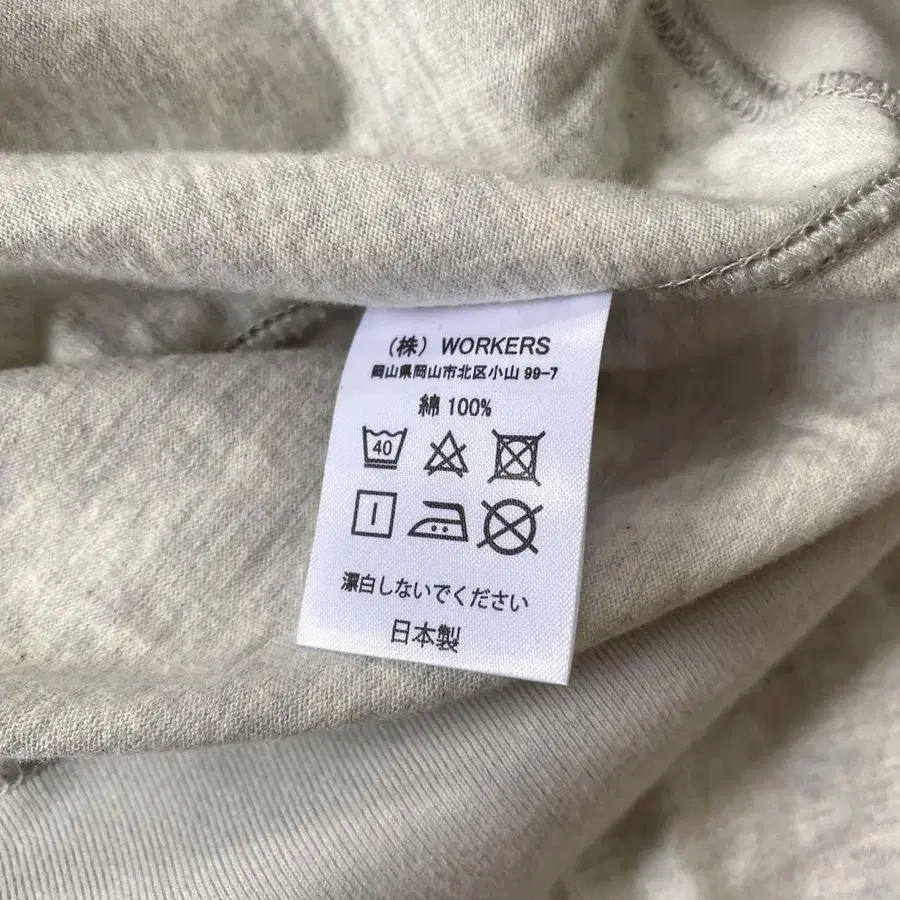 （株）WORKERS
岡山県岡山市北区小山 99-7
綿 100%
40
漂白しないでください
日本製